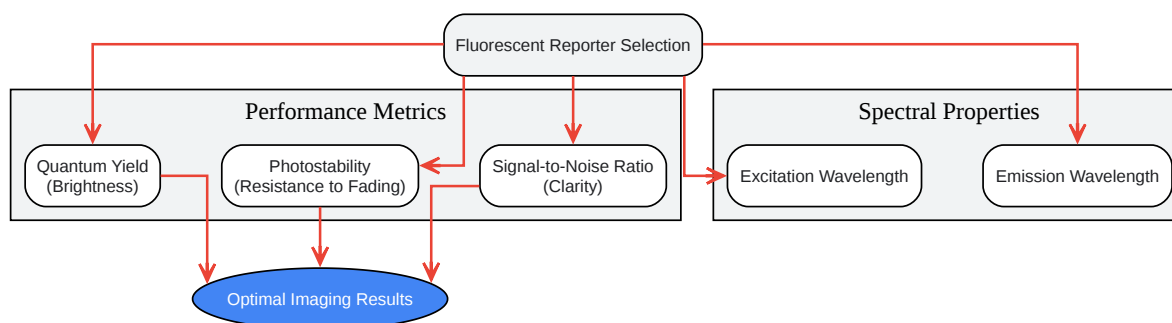 Fluorescent Reporter Selection
Performance Metrics
Spectral Properties
Quantum Yield
(Brightness)
Photostability
(Resistance to Fading)
Signal-to-Noise Ratio
(Clarity)
Excitation Wavelength
Emission Wavelength
Optimal Imaging Results